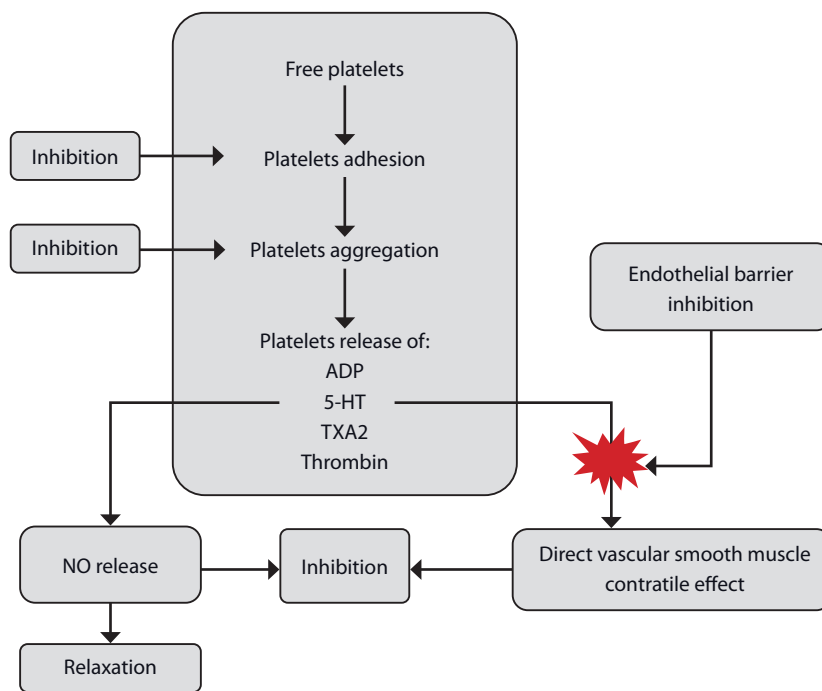 Free platelets
Inhibition
Platelets adhesion
Inhibition
Platelets aggregation
Endothelial barrier
inhibition
Platelets release of:
ADP
5-HT
TXA2
Thrombin
NO release
Inhibition
Direct vascular smooth muscle
contratile effect
Relaxation